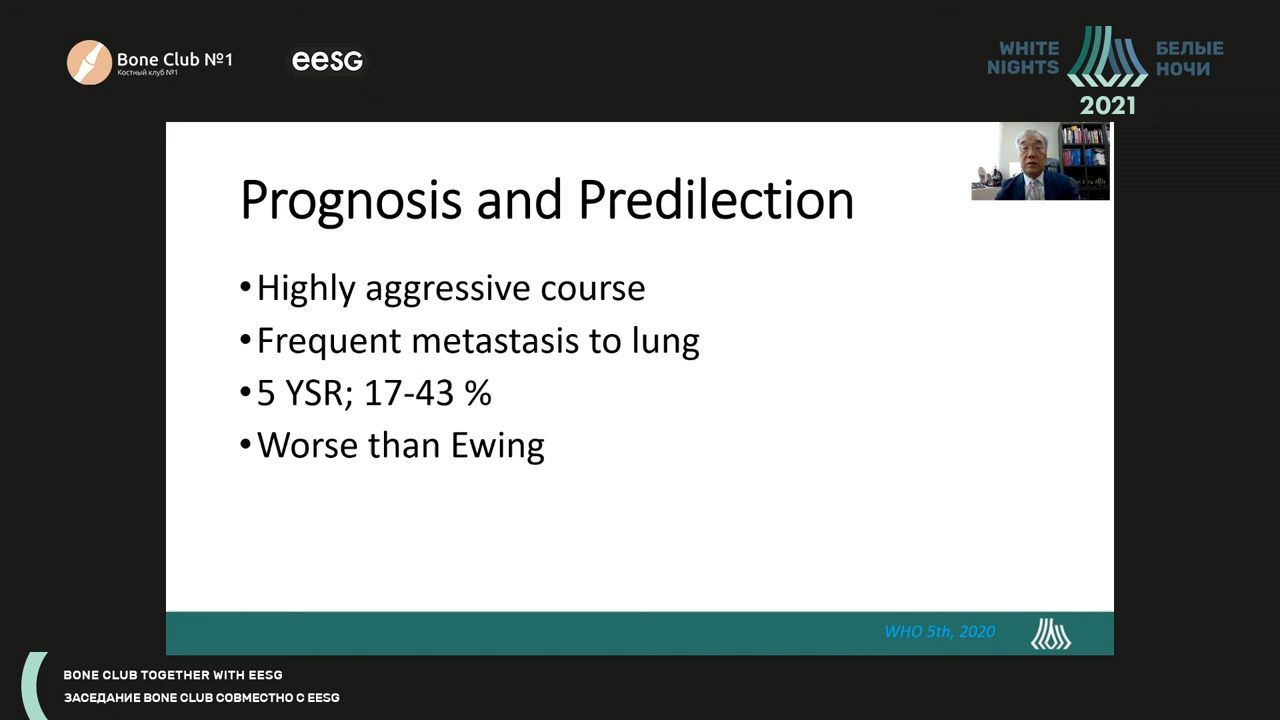 Bone Club №1
Костный клуб №1
eesg
WHITE
NIGHTS
БЕЛЫЕ
НОЧИ
2021
Prognosis and Predilection
•Highly aggressive course
•Frequent metastasis to lung
•5 YSR; 17-43 %
•Worse than Ewing
WHO 5th, 2020
BONE CLUB TOGETHER WITH EESG
ЗАСЕДАНИЕ BONE CLUB СОВМЕСТНО С EESG